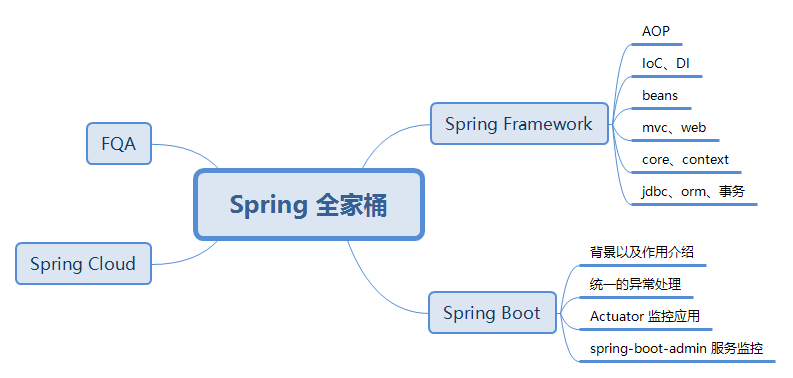 Spring 全家桶
Spring Framework
AOP
IoC、DI
beans
mvc、web
core、context
jdbc、orm、事务
Spring Boot
背景以及作用介绍
统一的异常处理
Actuator 监控应用
spring-boot-admin 服务监控
FQA
Spring Cloud